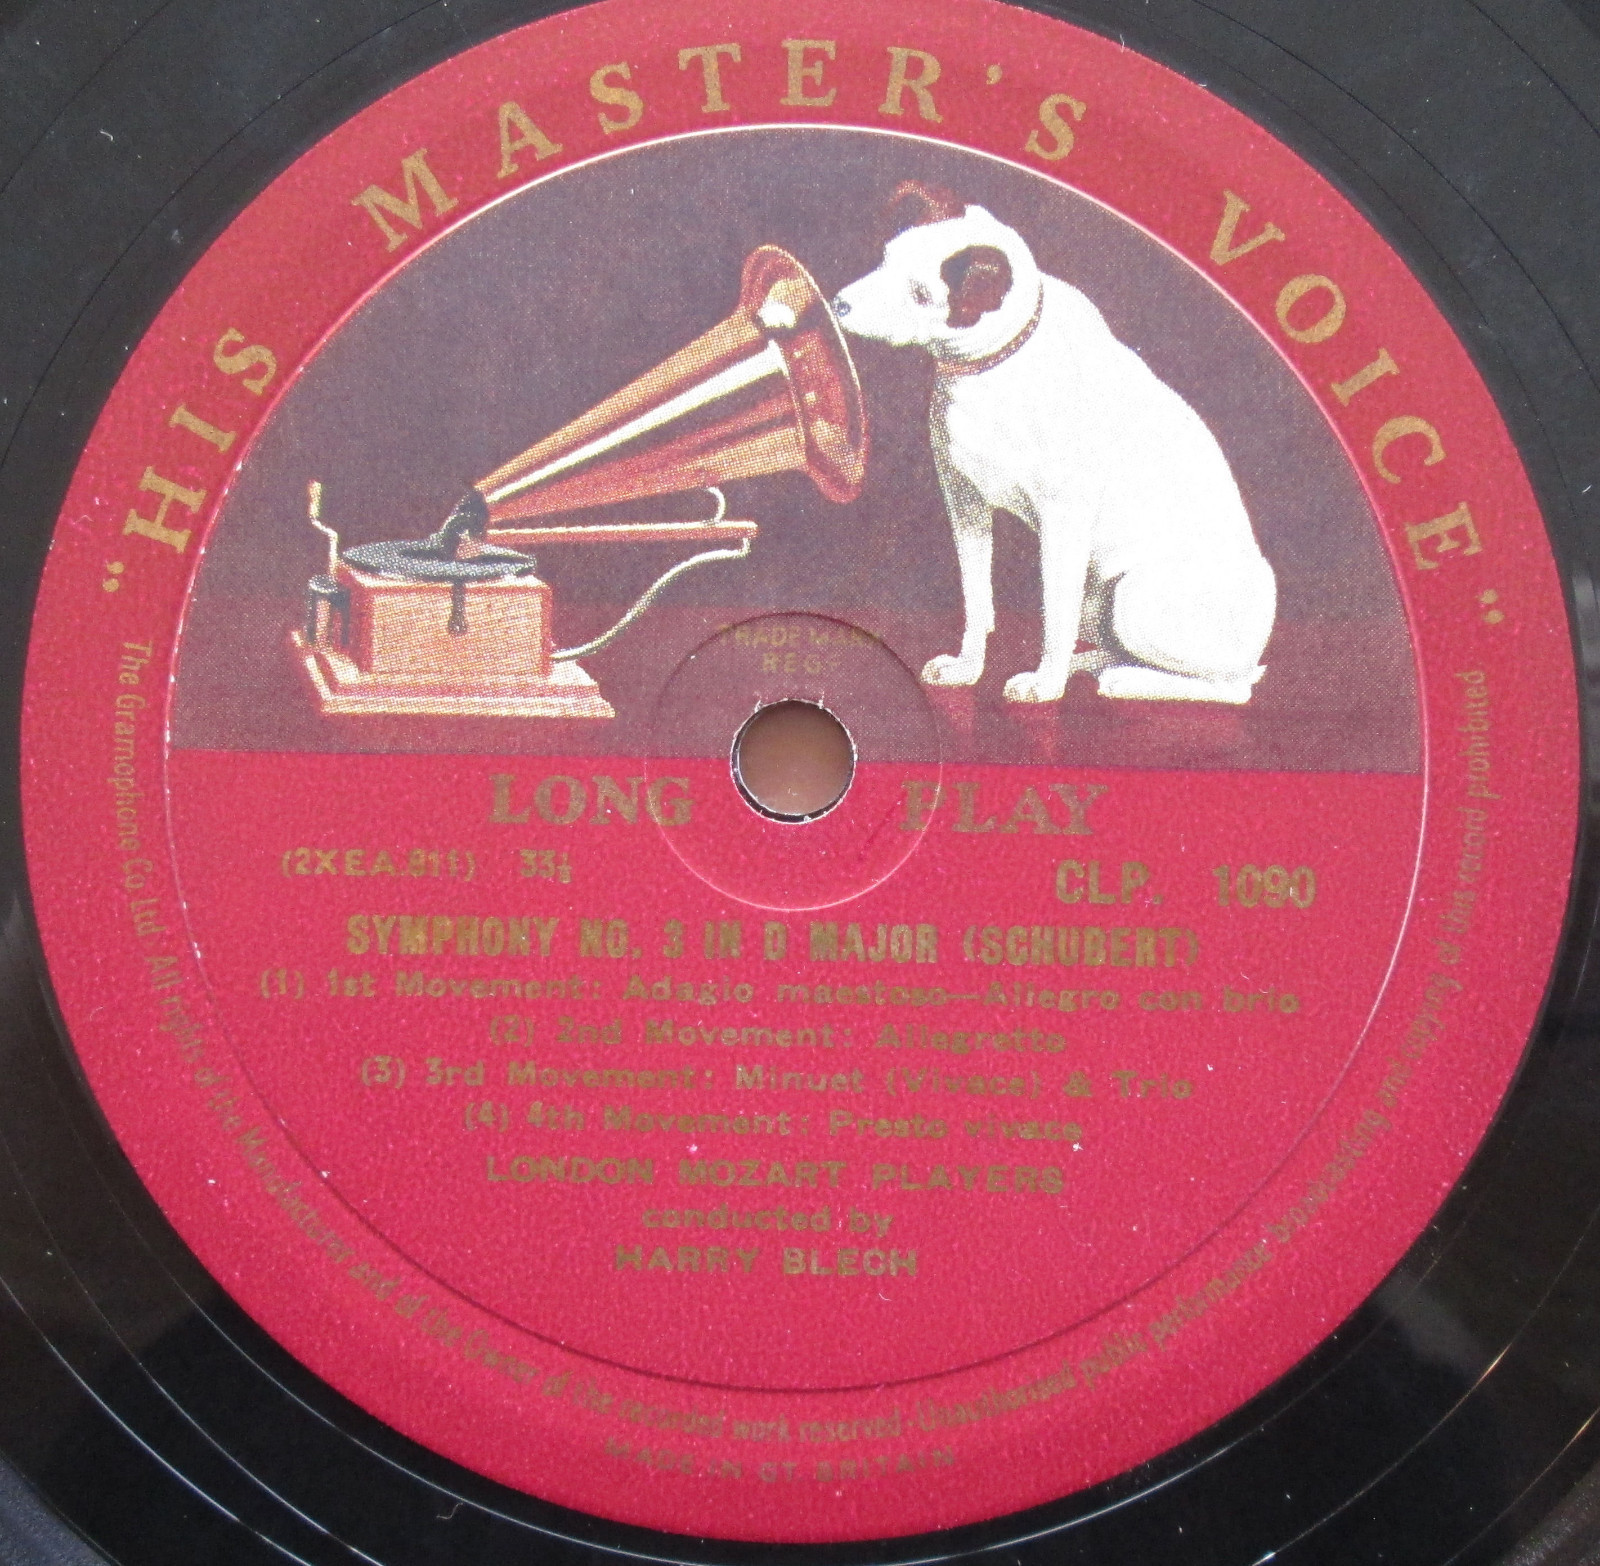 "HIS MASTER'S VOICE"
TRADE MARK
REG.
LONG PLAY
(2XEA.811) 33⅓
CLP. 1090
SYMPHONY NO. 3 IN D MAJOR (SCHUBERT)
(1) 1st Movement: Adagio maestoso—Allegro con brio
(2) 2nd Movement: Allegretto
(3) 3rd Movement: Minuet (Vivace) & Trio
(4) 4th Movement: Presto vivace
LONDON MOZART PLAYERS
conducted by
HARRY BLECH
The Gramophone Co Ltd. All rights of the Manufacturer and of the Owner of the recorded work reserved. Unauthorised public performance broadcasting and copying of this record prohibited
MADE IN GT. BRITAIN